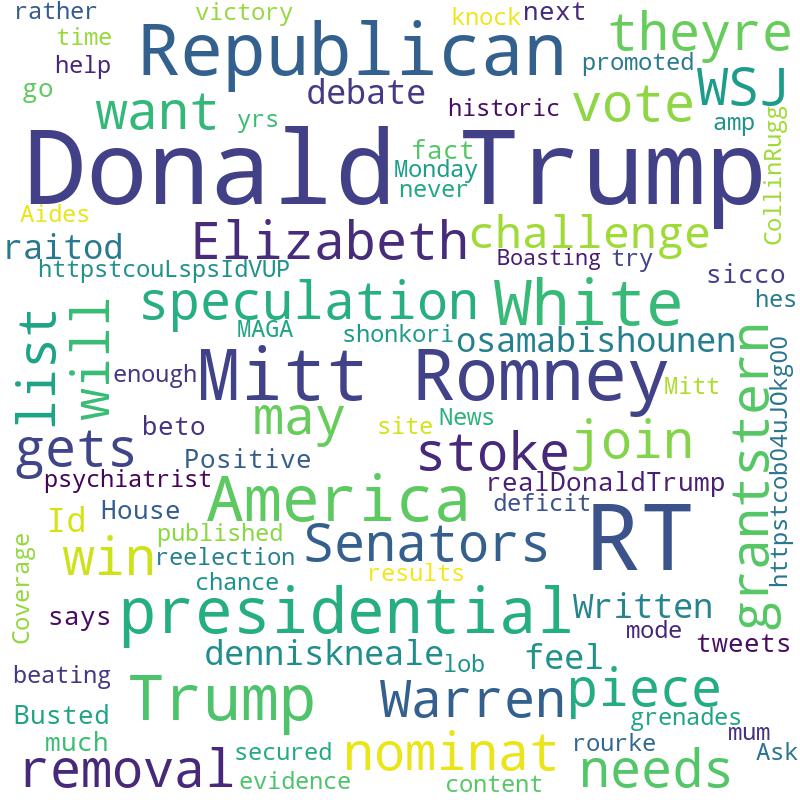 rather victory knock next
time Republican theyre
help promoted WSJ
go debate
want yrs historic vote amp
Donald Trump CollinRugg
fact
Monday
never
Aides
raitod Elizabeth challenge
Boasting try
httpstcouLspsIdVUP sicco
speculation White hes
MAGA shonkori osamabishounen
list will
enough Mitt Romney Mitt
httpstcob04uJOkg00
grantstern
beto may site News
gets Positive stoke join
psychiatrist realDonaldTrump
America deficit
Id House
win published Senators RT
reelection
Coverage chance results
says presidential Written
mode tweets
denniskneale lob feel
beating
Trump Warren piece
Busted grenades
much mum
removal secured nominat rourke Ask
evidence content needs